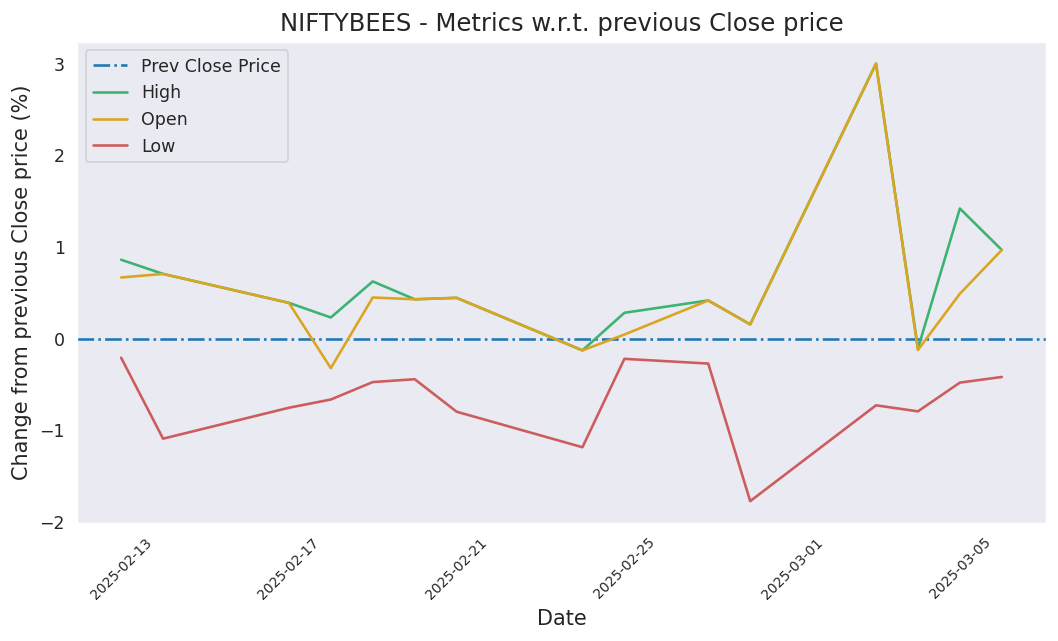 NIFTYBEES - Metrics w.r.t. previous Close price
Prev Close Price
High
Open
Low
Change from previous Close price (%)
3
2
1
0
−1
−2
2025-02-13
2025-02-17
2025-02-21
2025-02-25
2025-03-01
2025-03-05
Date